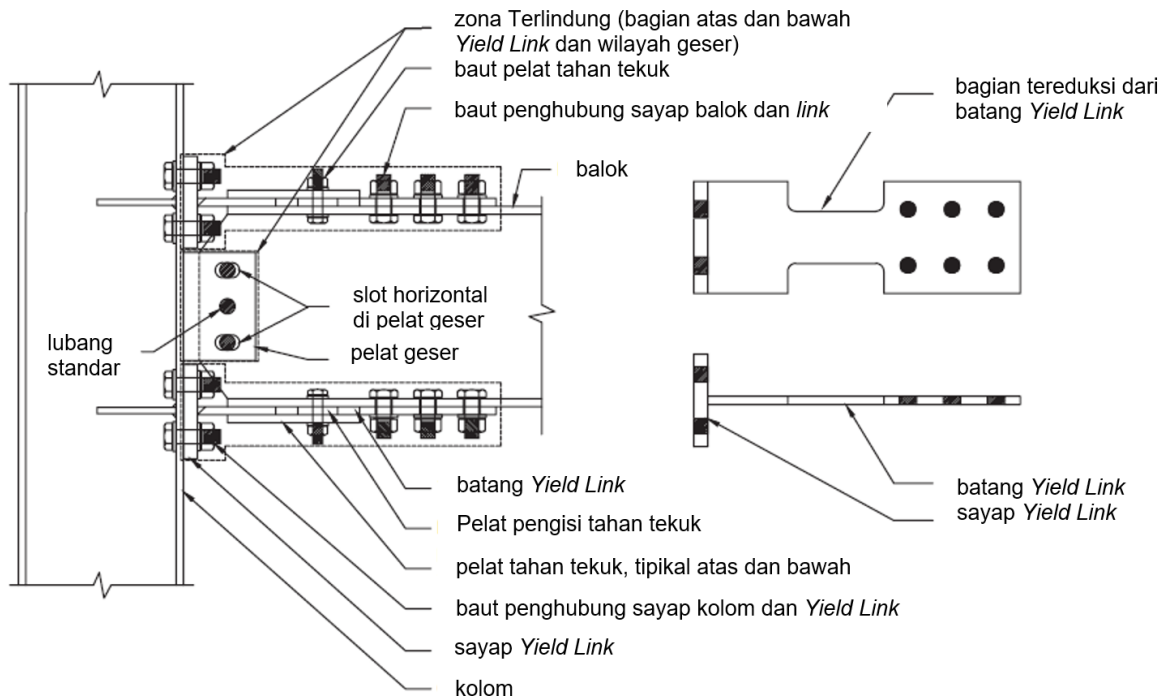 zona Terlindung (bagian atas dan bawah
Yield Link dan wilayah geser)
baut pelat tahan tekuk
baut penghubung sayap balok dan link
balok
bagian tereduksi dari
batang Yield Link
slot horizontal
di pelat geser
pelat geser
lubang
standar
batang Yield Link
Pelat pengisi tahan tekuk
pelat tahan tekuk, tipikal atas dan bawah
baut penghubung sayap kolom dan Yield Link
sayap Yield Link
kolom
batang Yield Link
sayap Yield Link